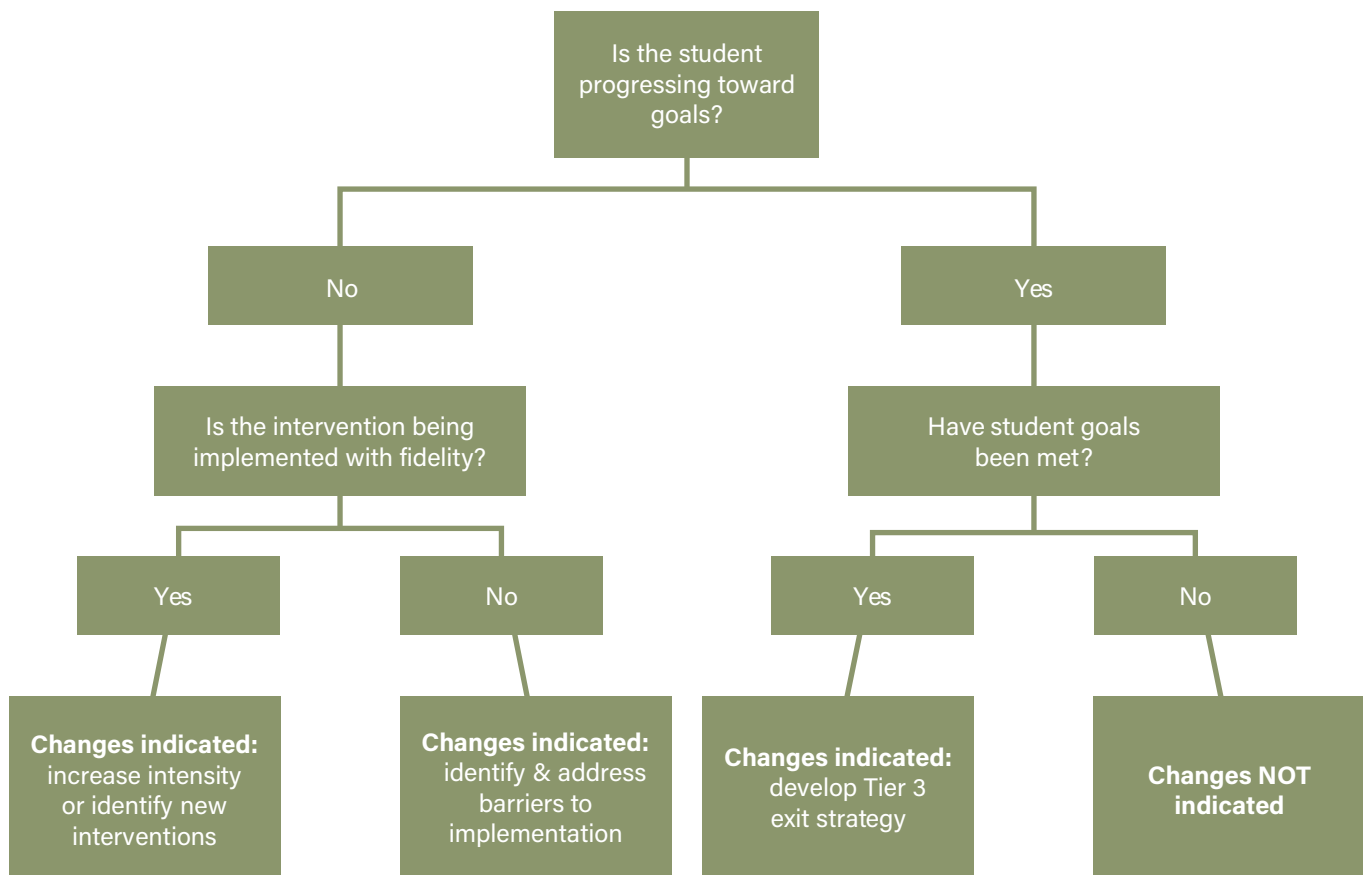 Is the student
progressing toward
goals?
No
Yes
Is the intervention being
implemented with fidelity?
Have student goals
been met?
Yes
No
Yes
No
Changes indicated:
increase intensity
or identify new
interventions
Changes indicated:
identify & address
barriers to
implementation
Changes indicated:
develop Tier 3
exit strategy
Changes NOT
indicated